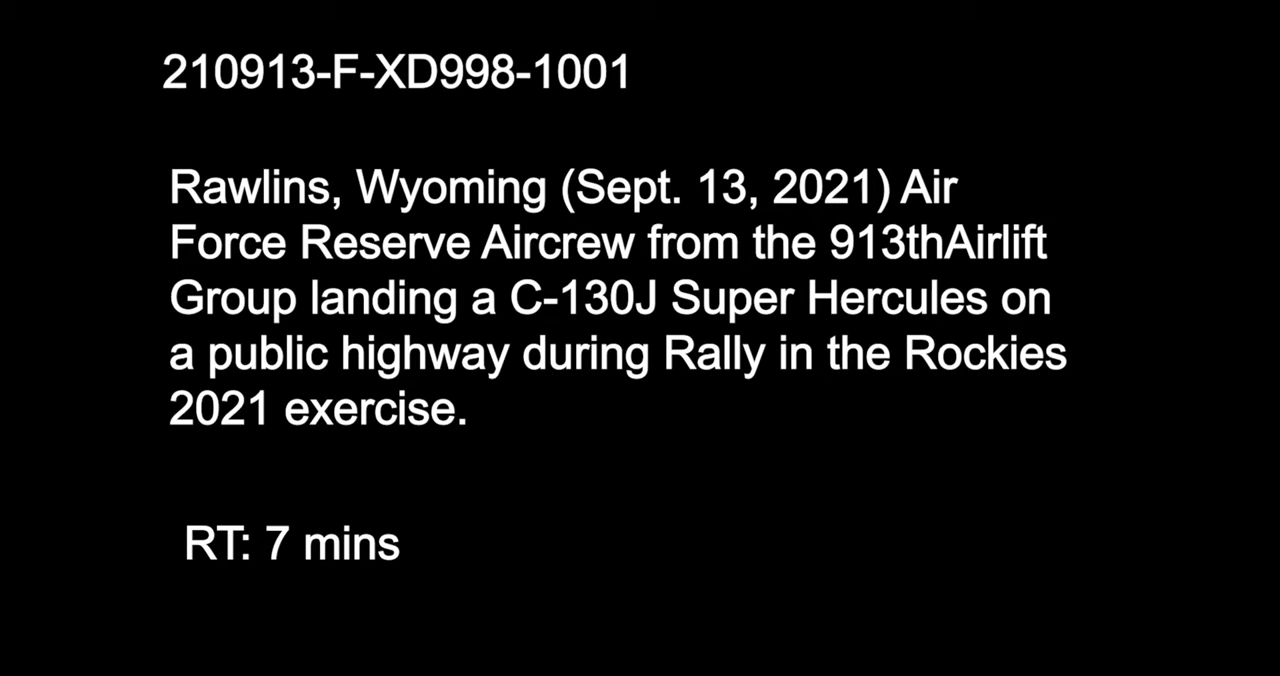 210913-F-XD998-1001
Rawlins, Wyoming (Sept. 13, 2021) Air
Force Reserve Aircrew from the 913thAirlift
Group landing a C-130J Super Hercules on
a public highway during Rally in the Rockies
2021 exercise.
RT: 7 mins